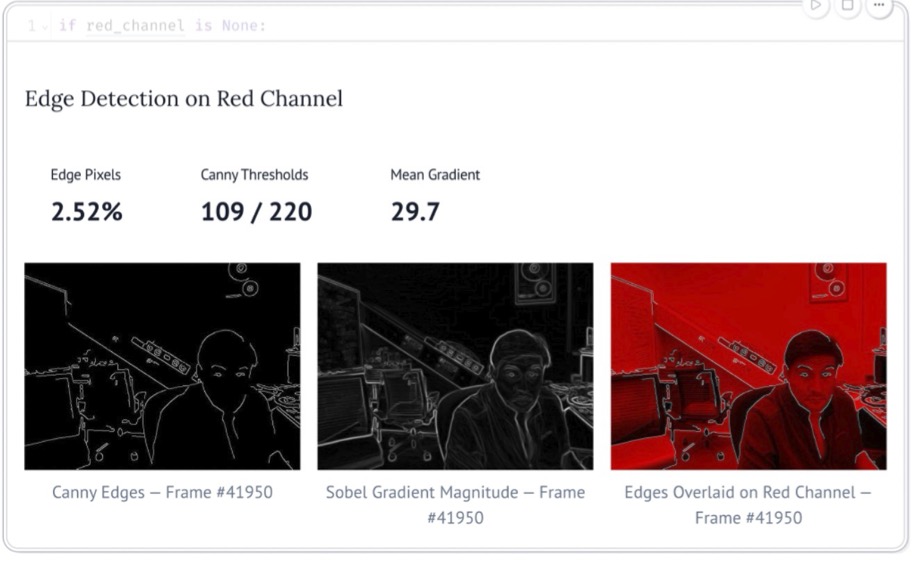 1 if red_channel is None:
Edge Detection on Red Channel
Edge Pixels
Canny Thresholds
Mean Gradient
2.52%
109 / 220
29.7
Canny Edges — Frame #41950
Sobel Gradient Magnitude — Frame
#41950
Edges Overlaid on Red Channel —
Frame #41950